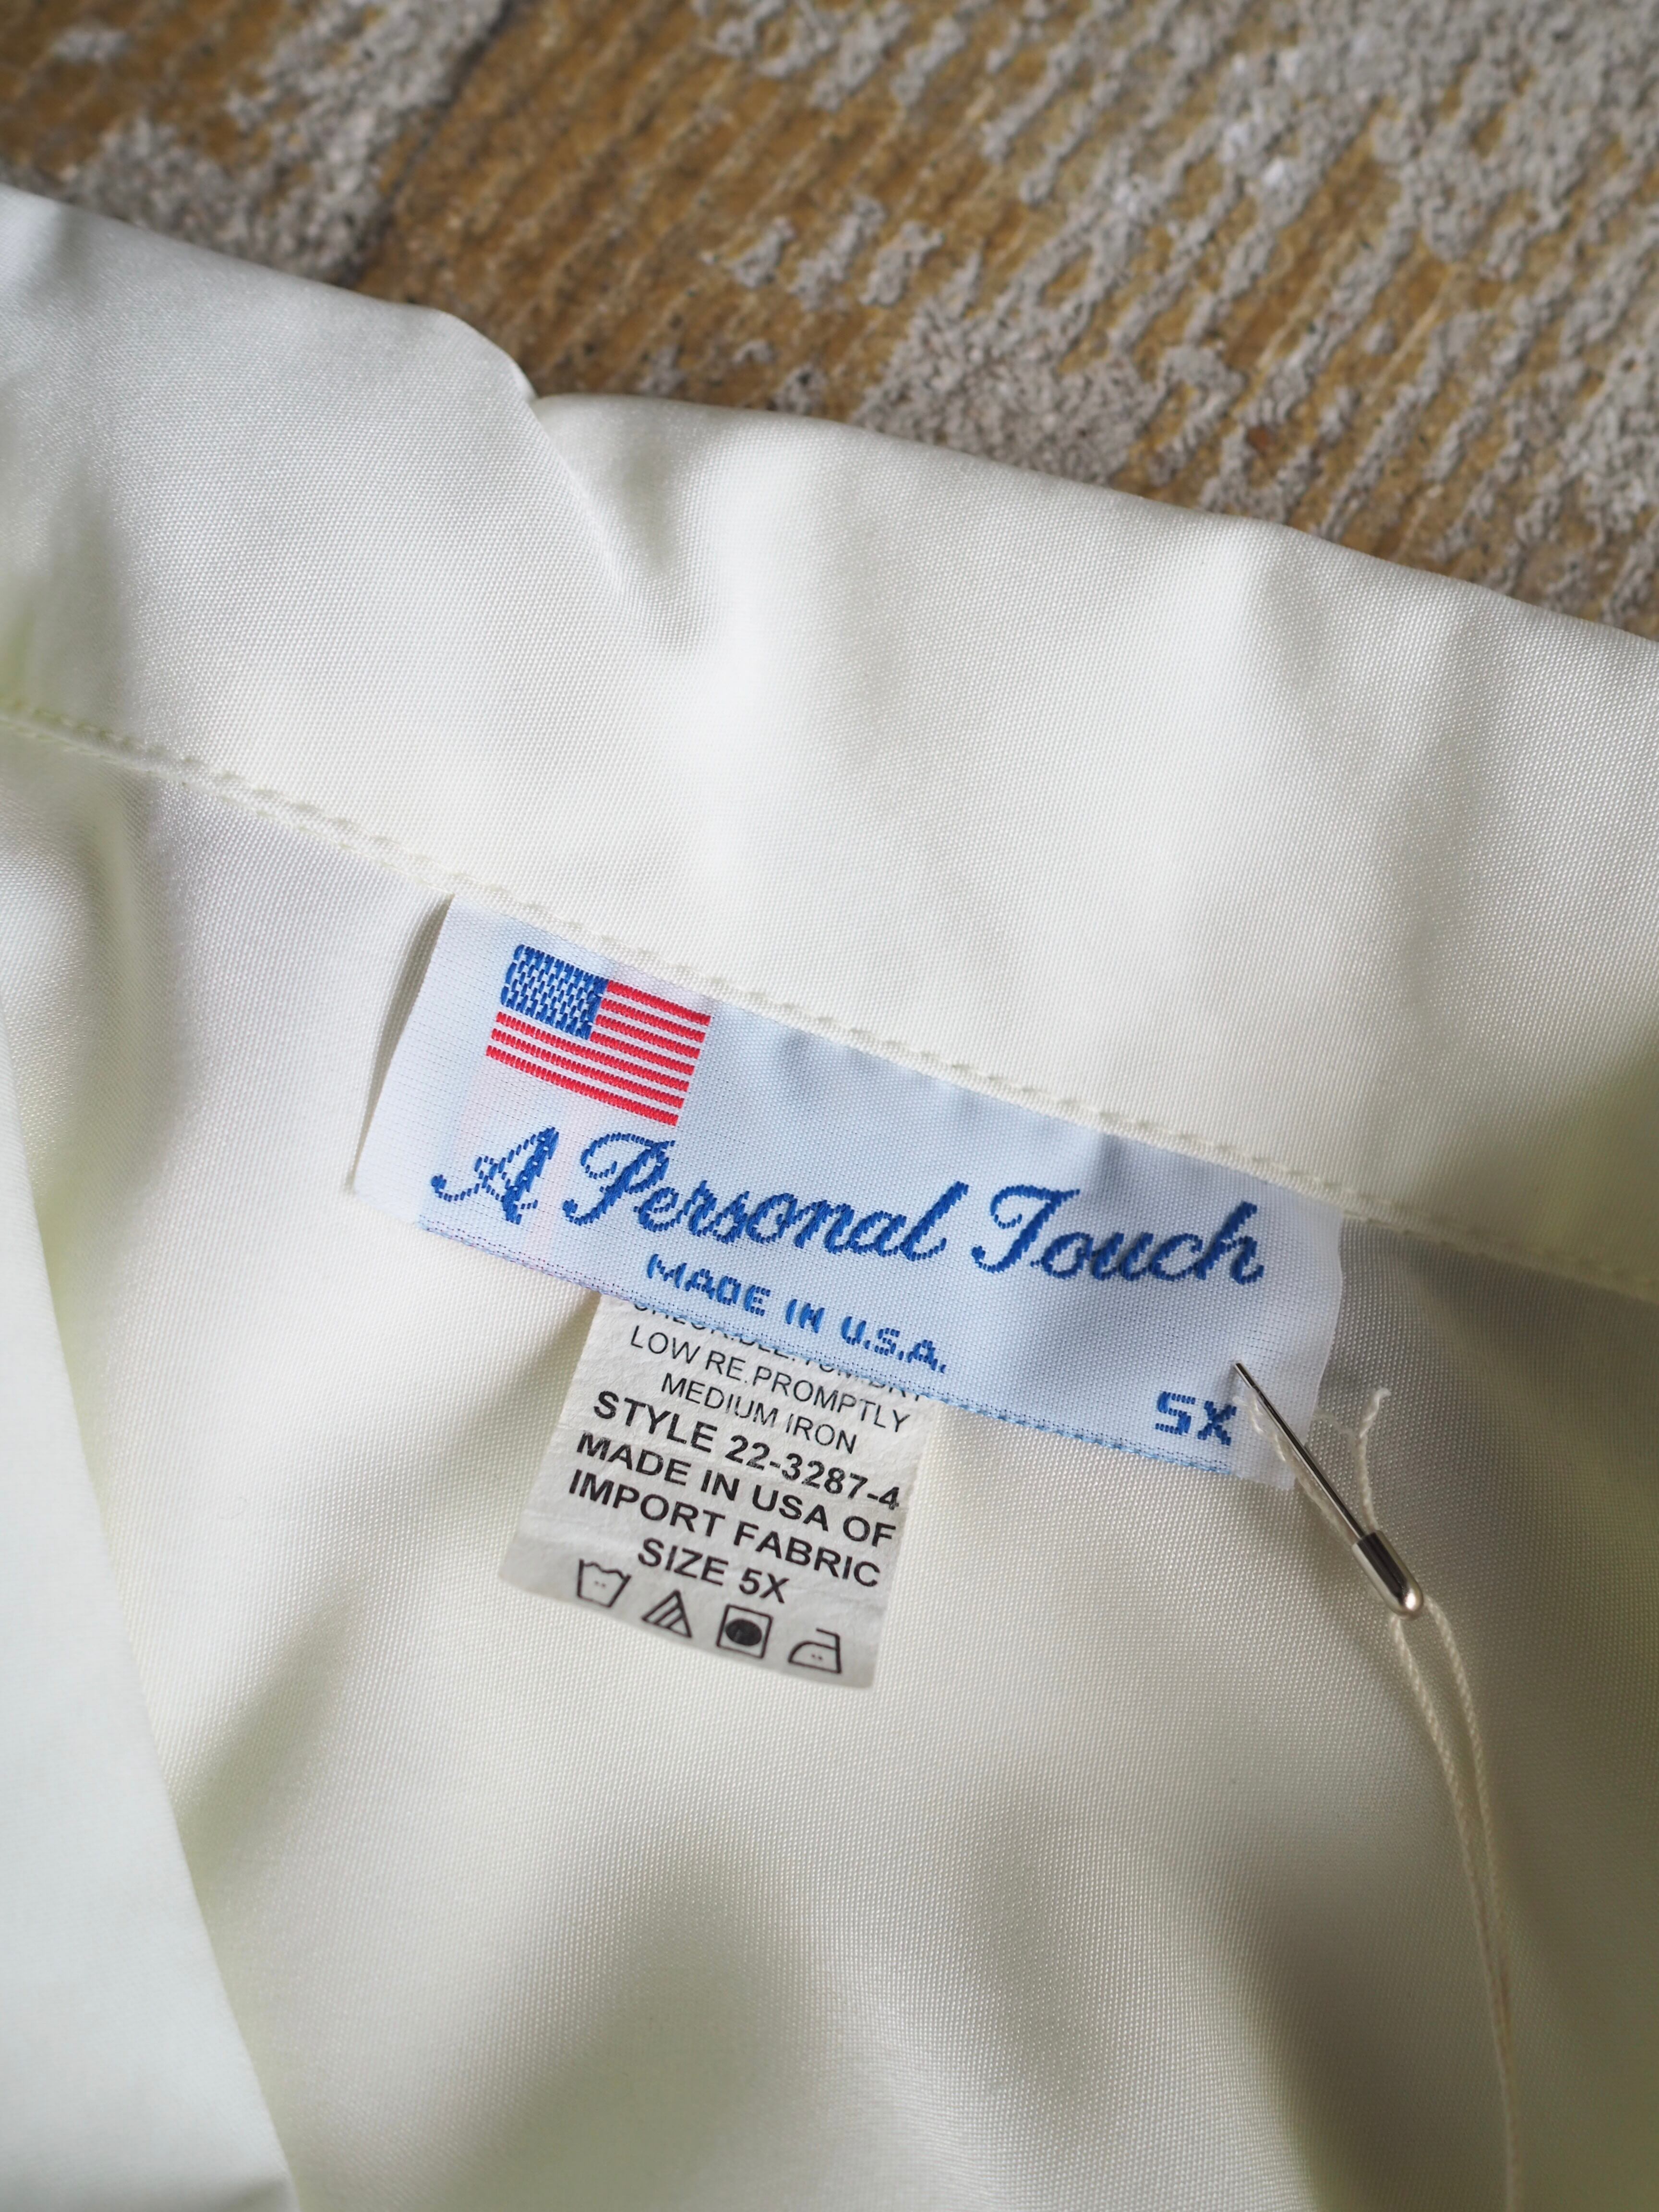 A Personal Touch
MADE IN U.S.A.
5X
LOW RE.PROMPTLY
MEDIUM IRON
STYLE 22-3287-4
MADE IN USA OF
IMPORT FABRIC
SIZE 5X